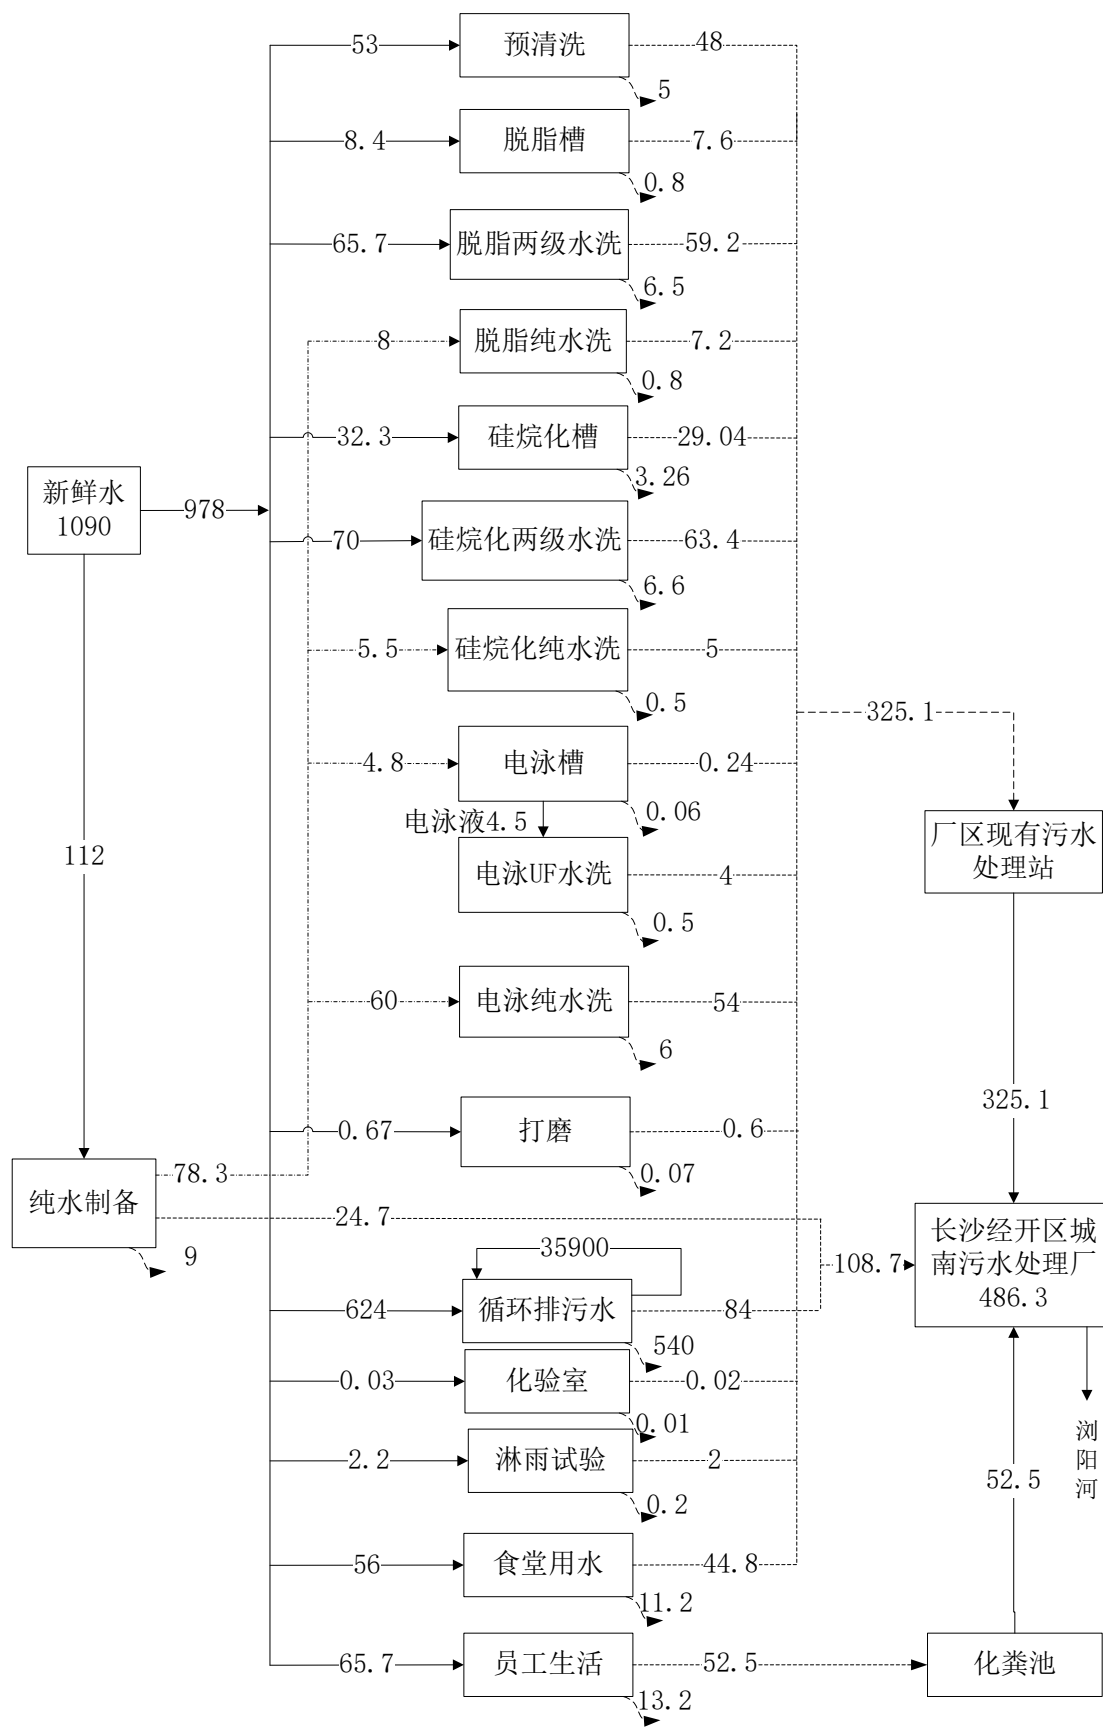 53
预清洗
48
5
8.4
脱脂槽
7.6
0.8
65.7
脱脂两级水洗
59.2
6.5
8
脱脂纯水洗
7.2
0.8
32.3
硅烷化槽
29.04
3.26
新鲜水
1090
978
70
硅烷化两级水洗
63.4
6.6
5.5
硅烷化纯水洗
5
0.5
325.1
4.8
电泳槽
0.24
0.06
电泳液4.5
厂区现有污水
处理站
112
电泳UF水洗
4
0.5
60
电泳纯水洗
54
6
325.1
0.67
打磨
0.6
0.07
78.3
纯水制备
24.7
9
35900
长沙经开区城
南污水处理厂
486.3
108.7
624
循环排污水
84
540
0.03
化验室
0.02
0.01
浏
阳
河
2.2
淋雨试验
2
0.2
52.5
56
食堂用水
44.8
11.2
65.7
员工生活
52.5
化粪池
13.2